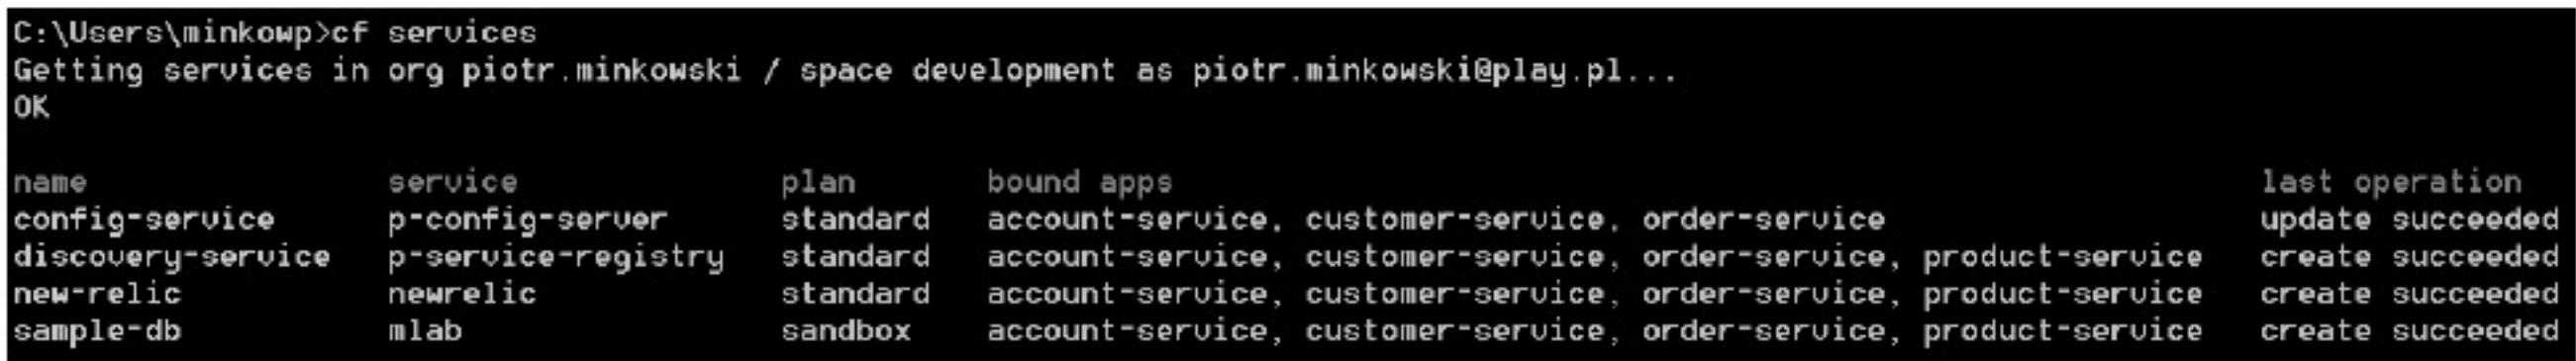 C:\Users\minkowp>cf services
Getting services in org piotr.minkowski / space development as piotr.minkowski@play.pl...
OK
name service plan bound apps last operation
config-service p-config-server standard account-service, customer-service, order-service update succeeded
discovery-service p-service-registry standard account-service, customer-service, order-service, product-service create succeeded
new-relic newrelic standard account-service, customer-service, order-service, product-service create succeeded
sample-db mlab sandbox account-service, customer-service, order-service, product-service create succeeded